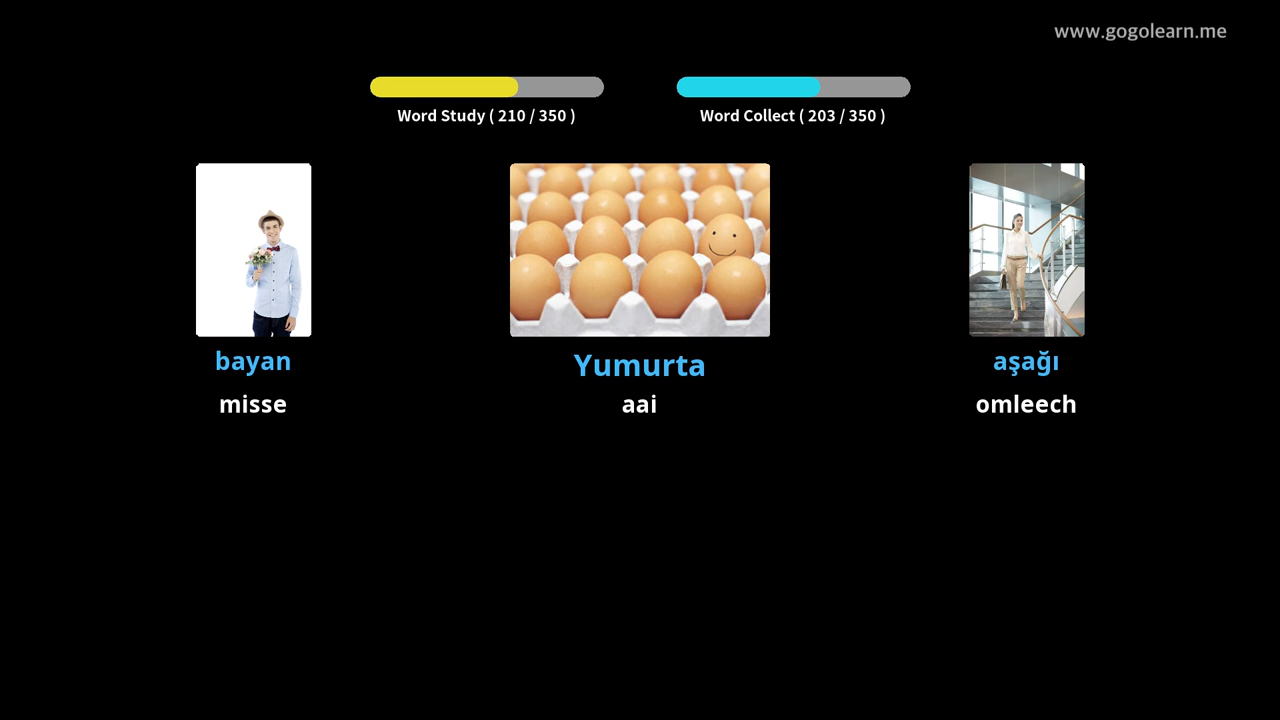 www.gogolearn.me
Word Study ( 210 / 350 )
Word Collect ( 203 / 350 )
bayan
Yumurta
aşağı
misse
aai
omleech